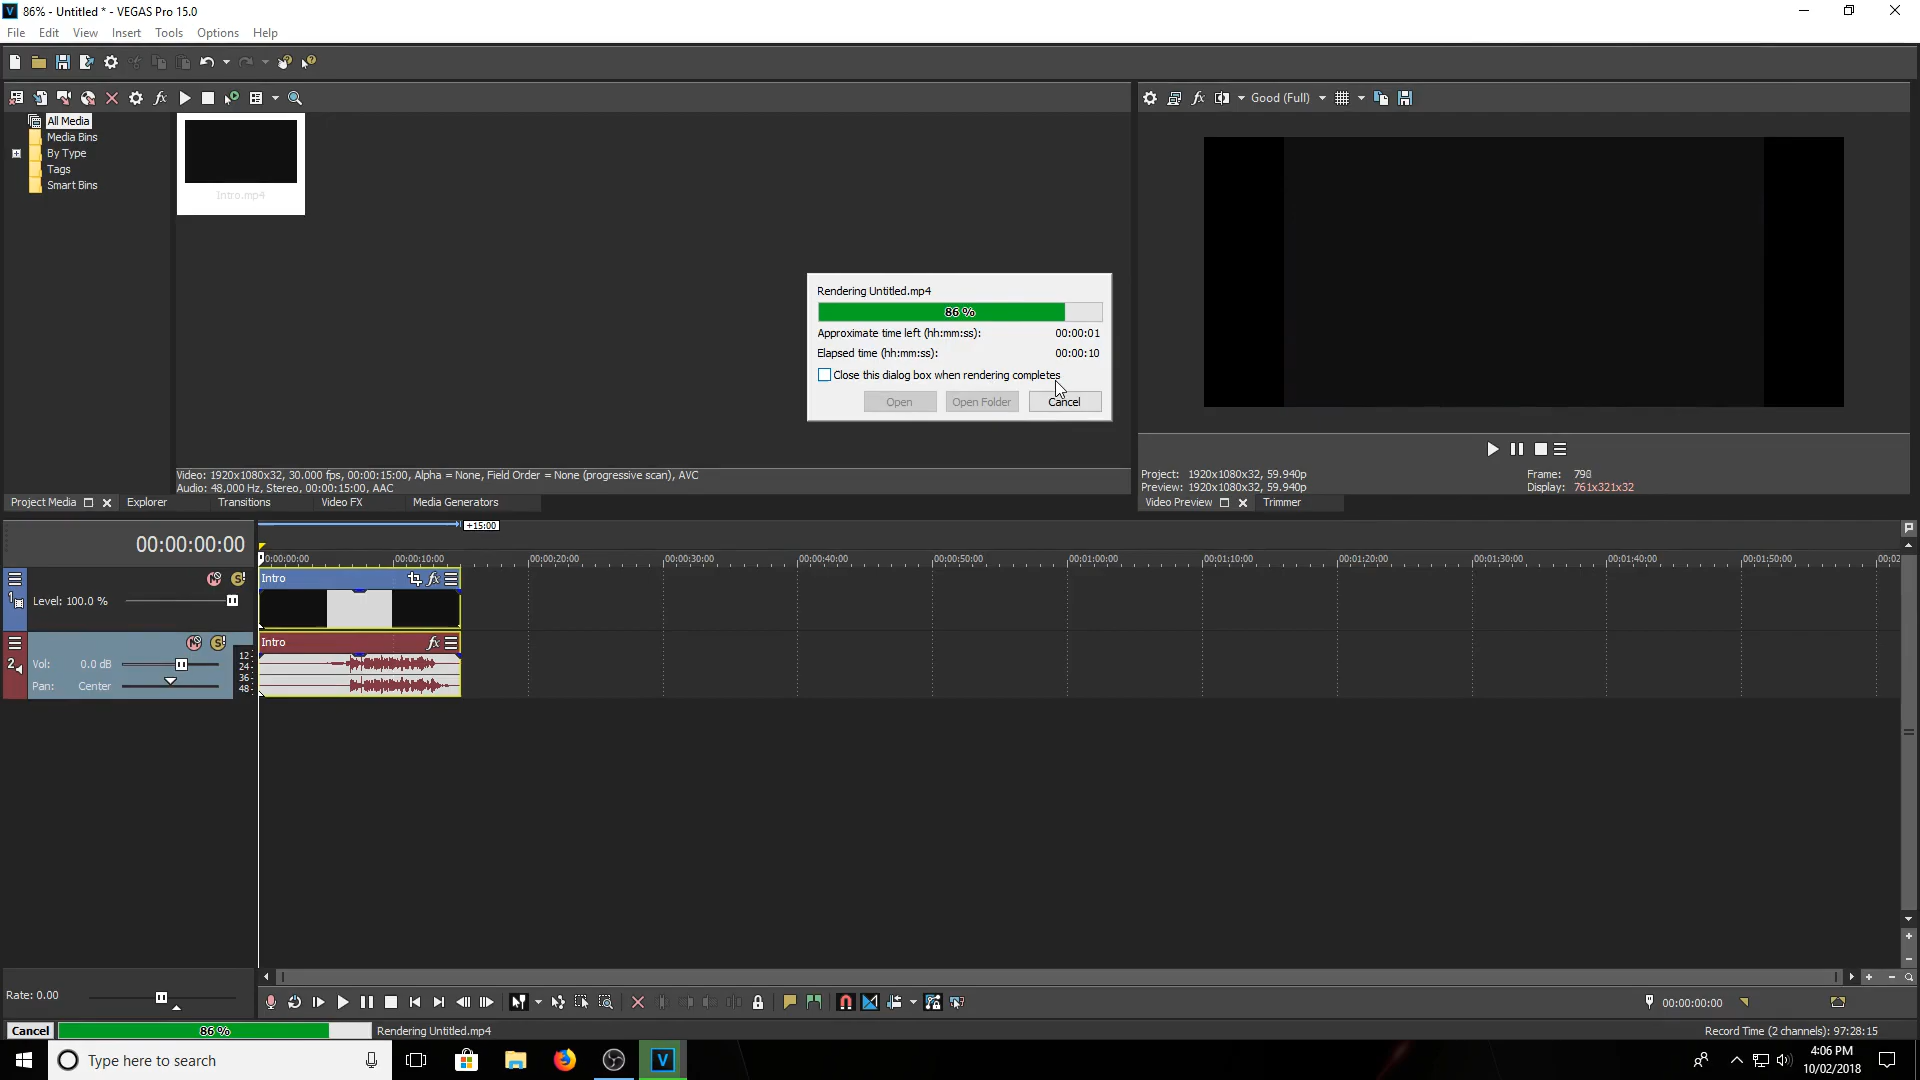 86% - Untitled * - VEGAS Pro 15.0
File Edit View Insert Tools Options Help
Good (Full)
All Media
Media Bins
By Type
Tags
Smart Bins
Intro.mp4
Rendering Untitled.mp4
86 %
Approximate time left (hh:mm:ss): 00:00:01
Elapsed time (hh:mm:ss): 00:00:10
Close this dialog box when rendering completes
Open Open Folder Cancel
Video: 1920x1080x32, 30.000 fps, 00:00:15:00, Alpha = None, Field Order = None (progressive scan), AVC
Audio: 48,000 Hz, Stereo, 00:00:15:00, AAC
Project: 1920x1080x32, 59.940p
Frame: 798
Preview: 1920x1080x32, 59.940p
Display: 761x321x32
Project Media Explorer Transitions Video FX Media Generators
Video Preview Trimmer
+15:00
00:00:00:00
00:00:00:00 00:00:10:00 00:00:20:00 00:00:30:00 00:00:40:00 00:00:50:00 00:01:00:00 00:01:10:00 00:01:20:00 00:01:30:00 00:01:40:00 00:01:50:00 00:02
Intro
1 Level: 100.0 %
Intro
2 Vol: 0.0 dB
Pan: Center
12
24
36
48
Rate: 0.00
00:00:00:00
Cancel 86 % Rendering Untitled.mp4
Record Time (2 channels): 97:28:15
Type here to search
4:06 PM
10/02/2018